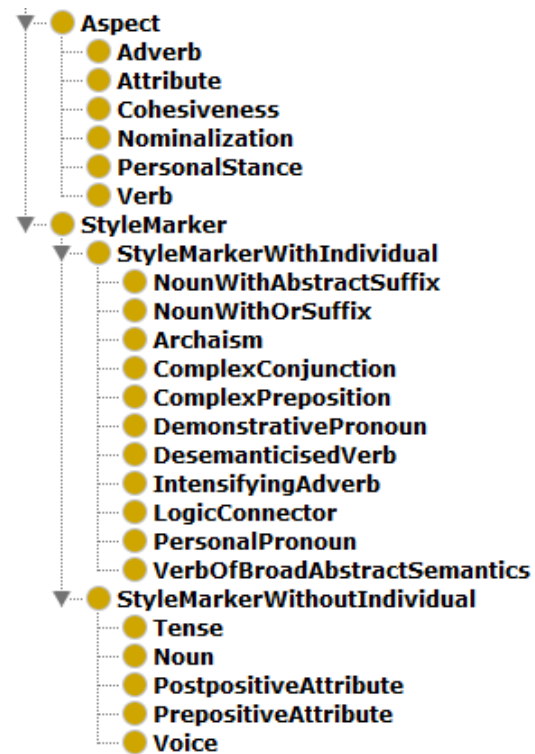 Aspect
Adverb
Attribute
Cohesiveness
Nominalization
PersonalStance
Verb
StyleMarker
StyleMarkerWithIndividual
NounWithAbstractSuffix
NounWithOrSuffix
Archaism
ComplexConjunction
ComplexPreposition
DemonstrativePronoun
DesemanticisedVerb
IntensifyingAdverb
LogicConnector
PersonalPronoun
VerbOfBroadAbstractSemantics
StyleMarkerWithoutIndividual
Tense
Noun
PostpositiveAttribute
PrepositiveAttribute
Voice